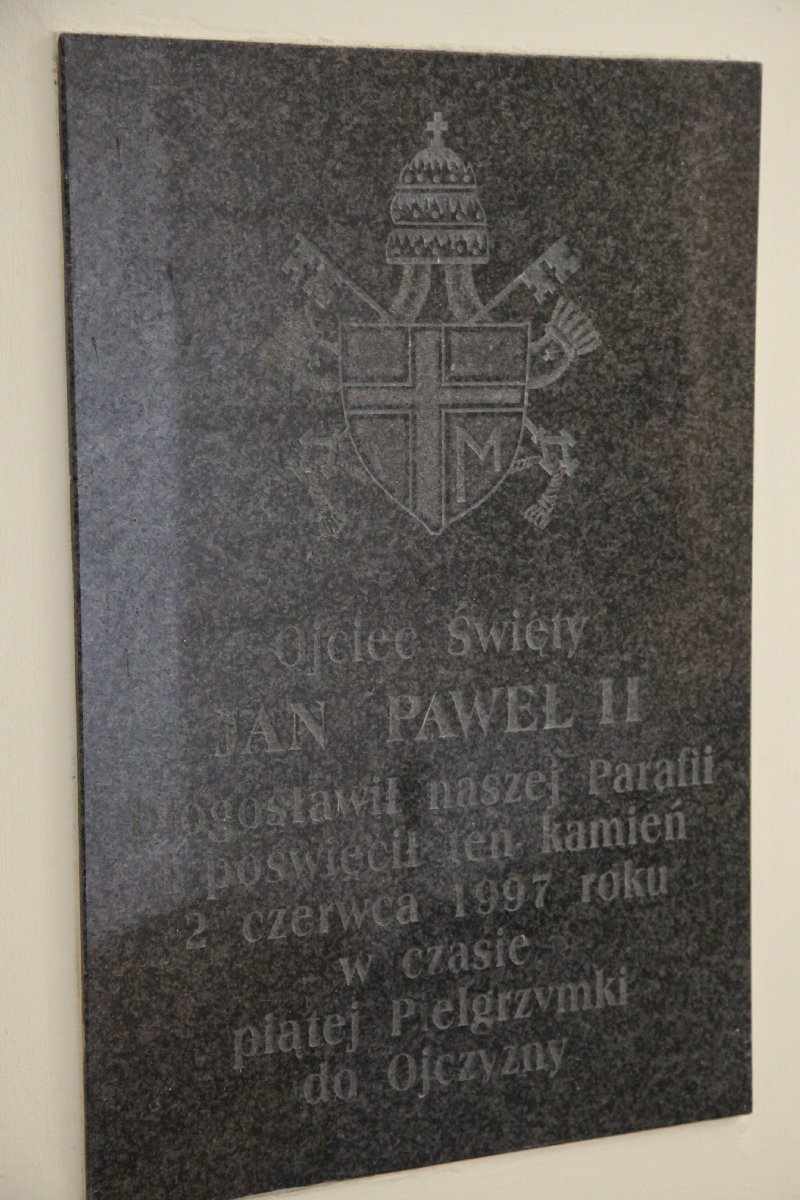 M
Ojciec Święty
JAN PAWEŁ II
błogosławił naszej Parafii
i poświęcił ten kamień
2 czerwca 1997 roku
w czasie
piątej Pielgrzymki
do Ojczyzny